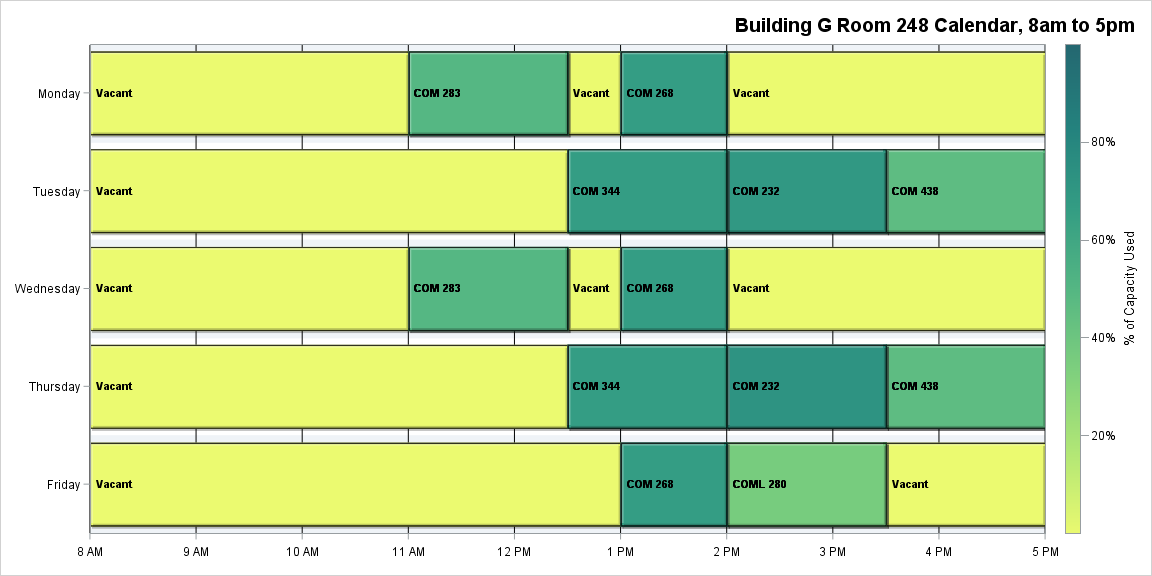 Building G Room 248 Calendar, 8am to 5pm
Monday
Vacant
COM 283
Vacant
COM 268
Vacant
Tuesday
Vacant
COM 344
COM 232
COM 438
Wednesday
Vacant
COM 283
Vacant
COM 268
Vacant
Thursday
Vacant
COM 344
COM 232
COM 438
Friday
Vacant
COM 268
COML 280
Vacant
8 AM
9 AM
10 AM
11 AM
12 PM
1 PM
2 PM
3 PM
4 PM
5 PM
80%
60%
40%
20%
% of Capacity Used